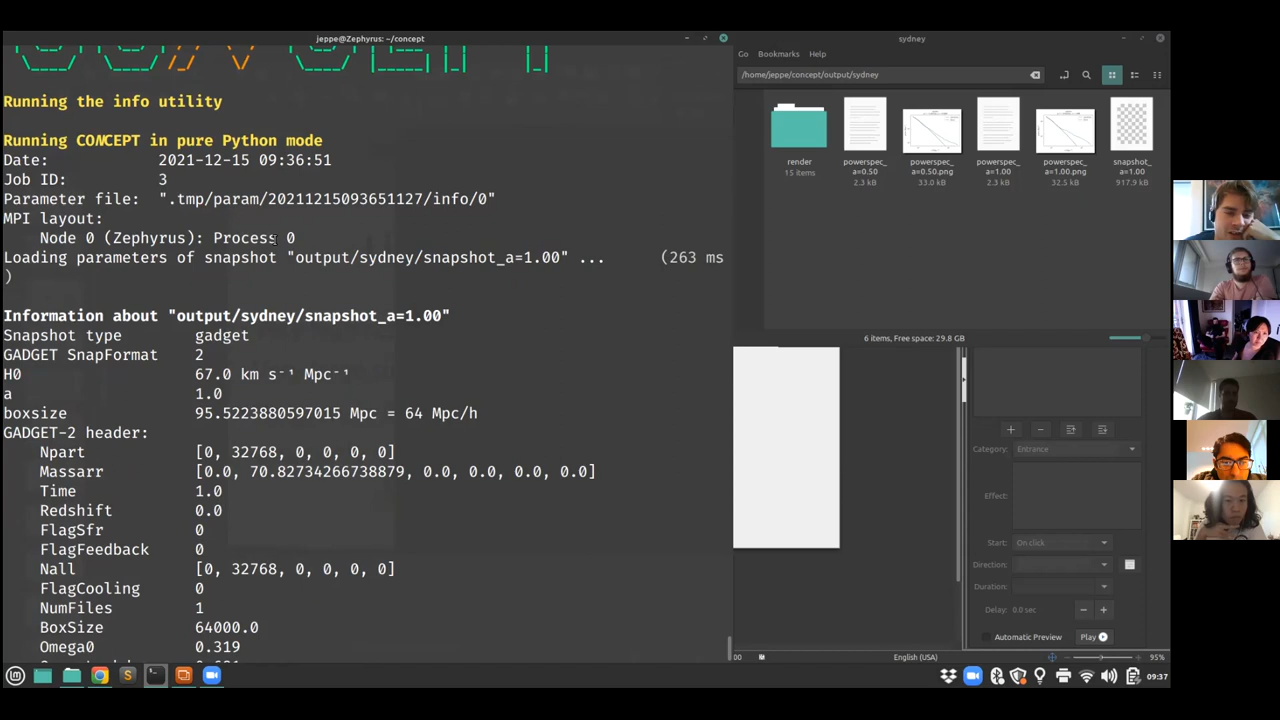 jeppe@Zephyrus: ~/concept
Running the info utility
Running CO𝘕CEPT in pure Python mode
Date: 2021-12-15 09:36:51
Job ID: 3
Parameter file: ".tmp/param/20211215093651127/info/0"
MPI layout:
Node 0 (Zephyrus): Process 0
Loading parameters of snapshot "output/sydney/snapshot_a=1.00" ... (263 ms
)
Information about "output/sydney/snapshot_a=1.00"
Snapshot type gadget
GADGET SnapFormat 2
H0 67.0 km s⁻¹ Mpc⁻¹
a 1.0
boxsize 95.5223880597015 Mpc = 64 Mpc/h
GADGET-2 header:
Npart [0, 32768, 0, 0, 0, 0]
Massarr [0.0, 70.82734266738879, 0.0, 0.0, 0.0, 0.0]
Time 1.0
Redshift 0.0
FlagSfr 0
FlagFeedback 0
Nall [0, 32768, 0, 0, 0, 0]
FlagCooling 0
NumFiles 1
BoxSize 64000.0
Omega0 0.319
sydney
Go Bookmarks Help
/home/jeppe/concept/output/sydney
render
15 items
powerspec_
a=0.50
2.3 kB
powerspec_
a=0.50.png
33.0 kB
powerspec_
a=1.00
2.3 kB
powerspec_
a=1.00.png
32.5 kB
snapshot_
a=1.00
917.9 kB
6 items, Free space: 29.8 GB
Category: Entrance
Effect:
Start: On click
Direction:
Duration:
Delay: 0.0 sec
Automatic Preview Play
00 English (USA) 95%
09:37